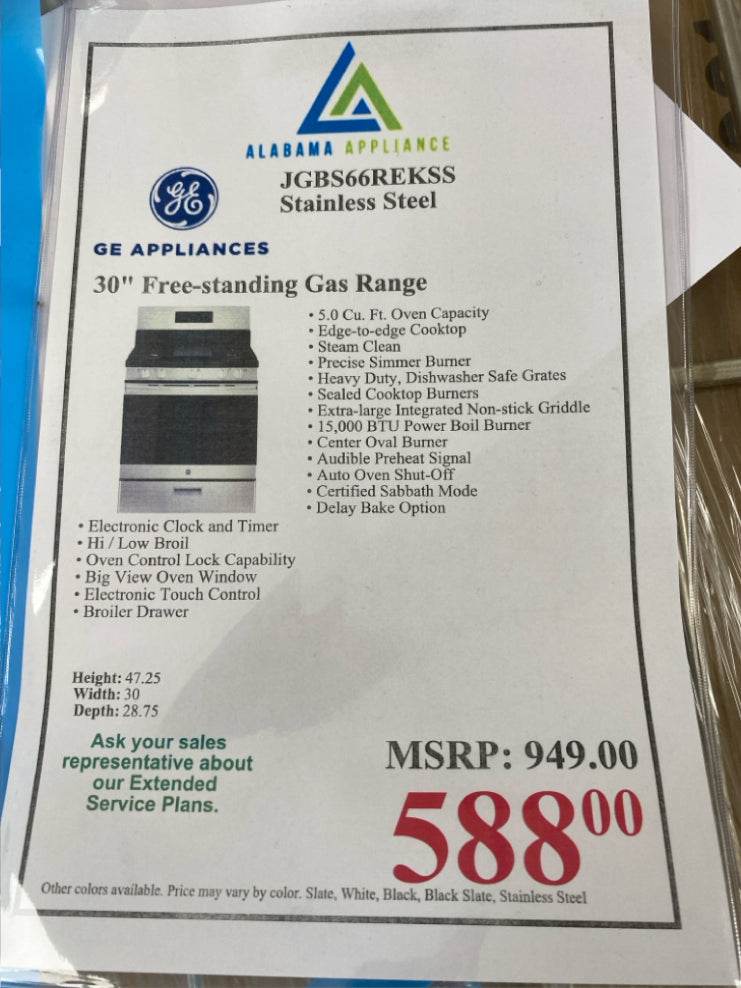 ALABAMA APPLIANCE
JGBS66REKSS
Stainless Steel
GE
GE APPLIANCES
30" Free-standing Gas Range
• 5.0 Cu. Ft. Oven Capacity
• Edge-to-edge Cooktop
• Steam Clean
• Precise Simmer Burner
• Heavy Duty, Dishwasher Safe Grates
• Sealed Cooktop Burners
• Extra-large Integrated Non-stick Griddle
• 15,000 BTU Power Boil Burner
• Center Oval Burner
• Audible Preheat Signal
• Auto Oven Shut-Off
• Certified Sabbath Mode
• Delay Bake Option
• Electronic Clock and Timer
• Hi / Low Broil
• Oven Control Lock Capability
• Big View Oven Window
• Electronic Touch Control
• Broiler Drawer
Height: 47.25
Width: 30
Depth: 28.75
Ask your sales
representative about
our Extended
Service Plans.
MSRP: 949.00
58800
Other colors available. Price may vary by color. Slate, White, Black, Black Slate, Stainless Steel